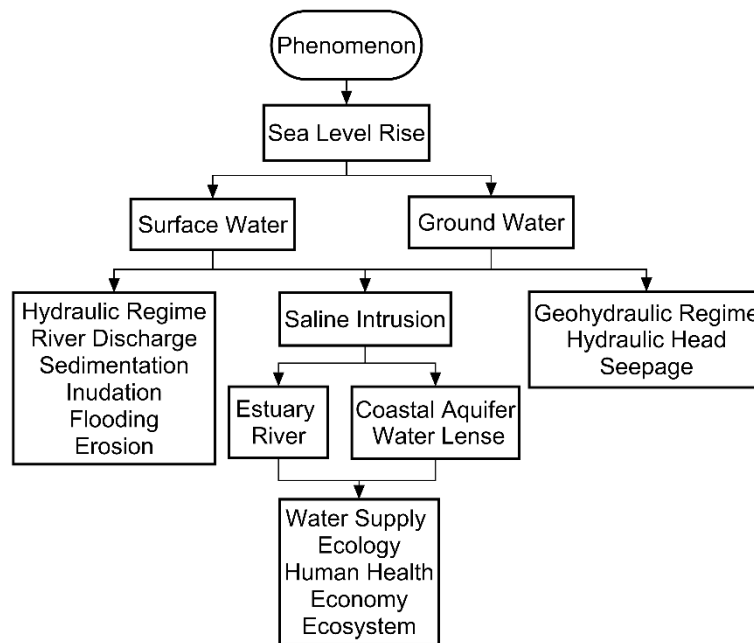 Phenomenon
Sea Level Rise
Surface Water
Ground Water
Hydraulic Regime
River Discharge
Sedimentation
Inudation
Flooding
Erosion
Saline Intrusion
Geohydraulic Regime
Hydraulic Head
Seepage
Estuary
River
Coastal Aquifer
Water Lense
Water Supply
Ecology
Human Health
Economy
Ecosystem